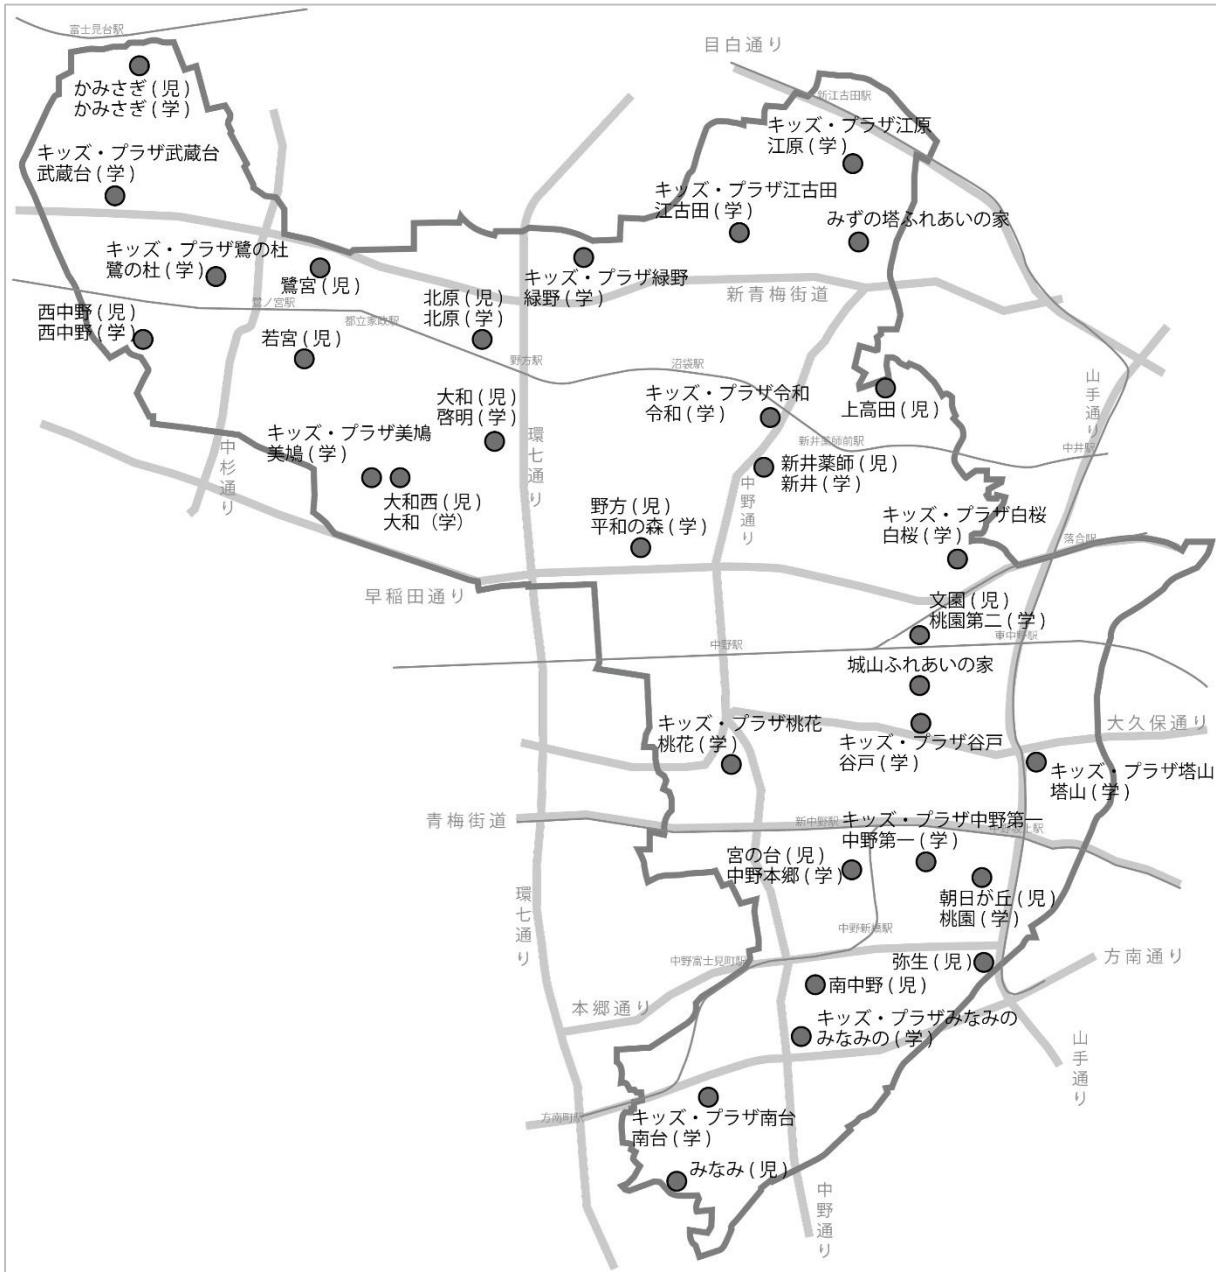 富士見台駅
かみさぎ(児)
かみさぎ(学)
目白通り
新江古田駅
キッズ・プラザ江原
江原(学)
キッズ・プラザ武蔵台
武蔵台(学)
キッズ・プラザ江古田
江古田(学)
みずの塔ふれあいの家
キッズ・プラザ鷺の杜
鷺の杜(学)
鷺宮(児)
キッズ・プラザ緑野
緑野(学)
新青梅街道
鷺ノ宮駅
北原(児)
北原(学)
西中野(児)
西中野(学)
都立家政駅
若宮(児)
野方駅
沼袋駅
キッズ・プラザ令和
令和(学)
上高田(児)
山手通り
大和(児)
啓明(学)
環七通り
キッズ・プラザ美鳩
美鳩(学)
中杉通り
新井薬師前駅
中井駅
新井薬師(児)
新井(学)
中野通り
大和西(児)
大和(学)
野方(児)
平和の森(学)
キッズ・プラザ白桜
白桜(学)
落合駅
早稲田通り
文園(児)
桃園第二(学)
東中野駅
中野駅
城山ふれあいの家
キッズ・プラザ桃花
桃花(学)
大久保通り
キッズ・プラザ谷戸
谷戸(学)
キッズ・プラザ塔山
塔山(学)
青梅街道
新中野駅
キッズ・プラザ中野第一
中野第一(学)
中野坂上駅
宮の台(児)
中野本郷(学)
朝日が丘(児)
桃園(学)
環七通り
中野新橋駅
中野富士見町駅
弥生(児)
方南通り
南中野(児)
本郷通り
キッズ・プラザみなみの
みなみの(学)
山手通り
方南町駅
キッズ・プラザ南台
南台(学)
みなみ(児)
中野通り